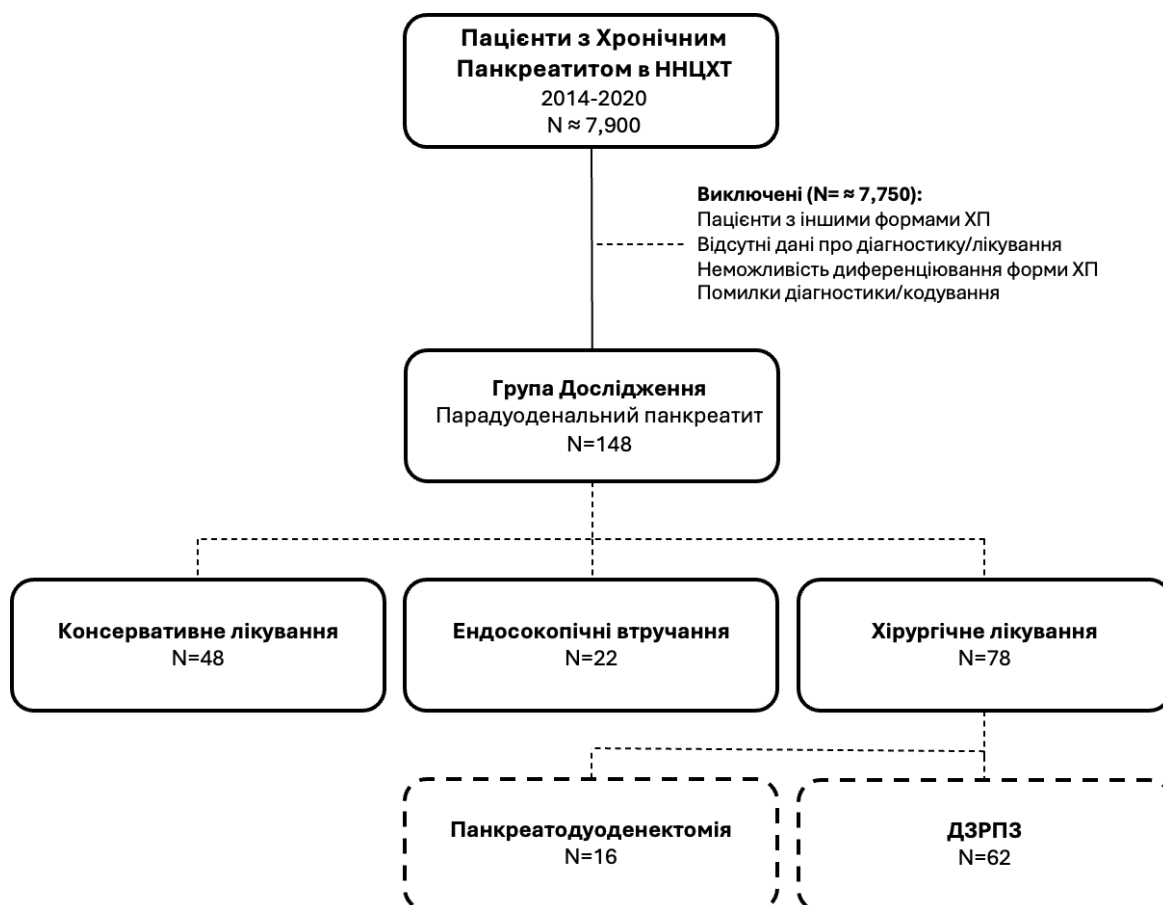 Пацієнти з Хронічним
Панкреатитом в ННЦХТ
2014-2020
N ≈ 7,900
Виключені (N= ≈ 7,750):
Пацієнти з іншими формами ХП
Відсутні дані про діагностику/лікування
Неможливість диференціювання форми ХП
Помилки діагностики/кодування
Група Дослідження
Парадуоденальний панкреатит
N=148
Консервативне лікування
N=48
Ендосокопічні втручання
N=22
Хірургічне лікування
N=78
Панкреатодуоденектомія
N=16
ДЗРПЗ
N=62